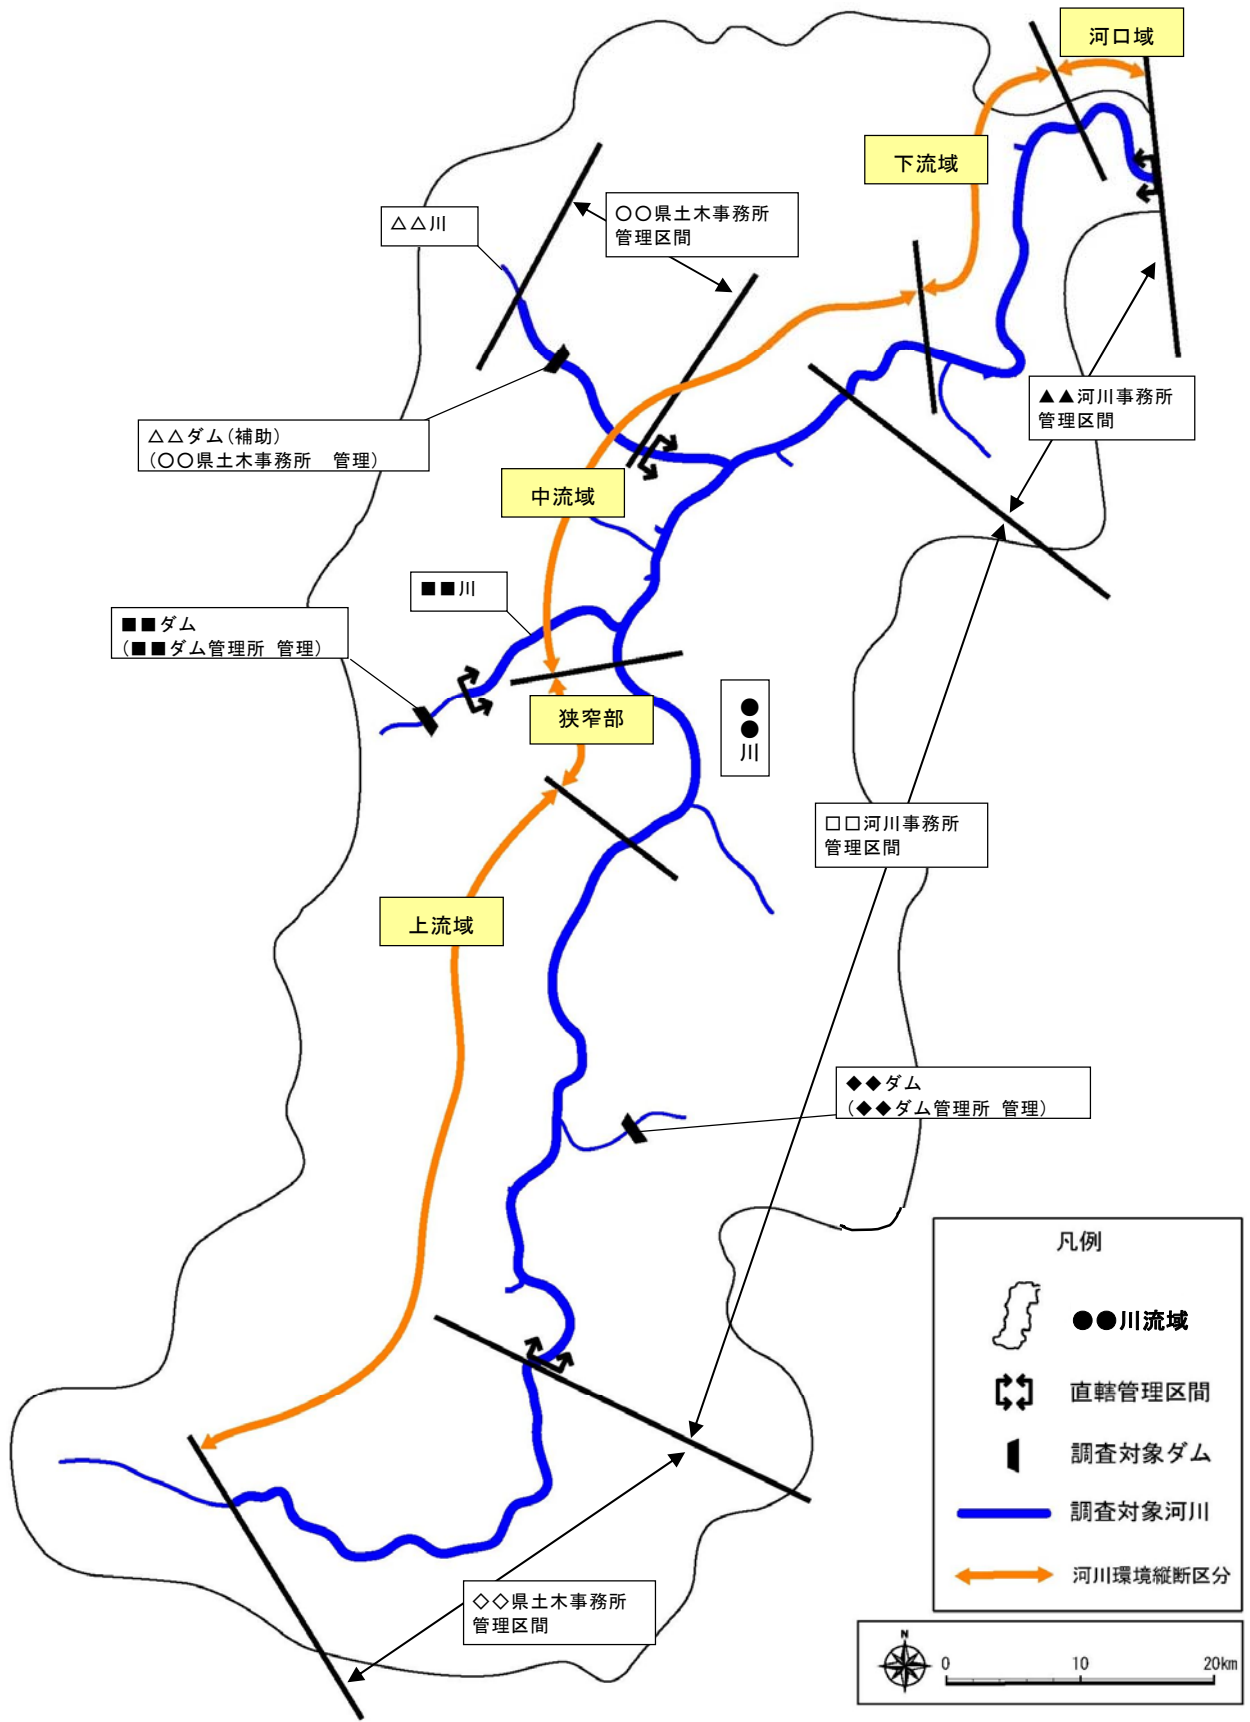 河口域
下流域
○○県土木事務所
管理区間
△△川
▲▲河川事務所
管理区間
△△ダム(補助)
(○○県土木事務所 管理)
中流域
■■川
■■ダム
(■■ダム管理所 管理)
狭窄部
●●川
□□河川事務所
管理区間
上流域
◆◆ダム
(◆◆ダム管理所 管理)
凡例
●●川流域
直轄管理区間
調査対象ダム
調査対象河川
河川環境縦断区分
◇◇県土木事務所
管理区間
N
0 10 20km